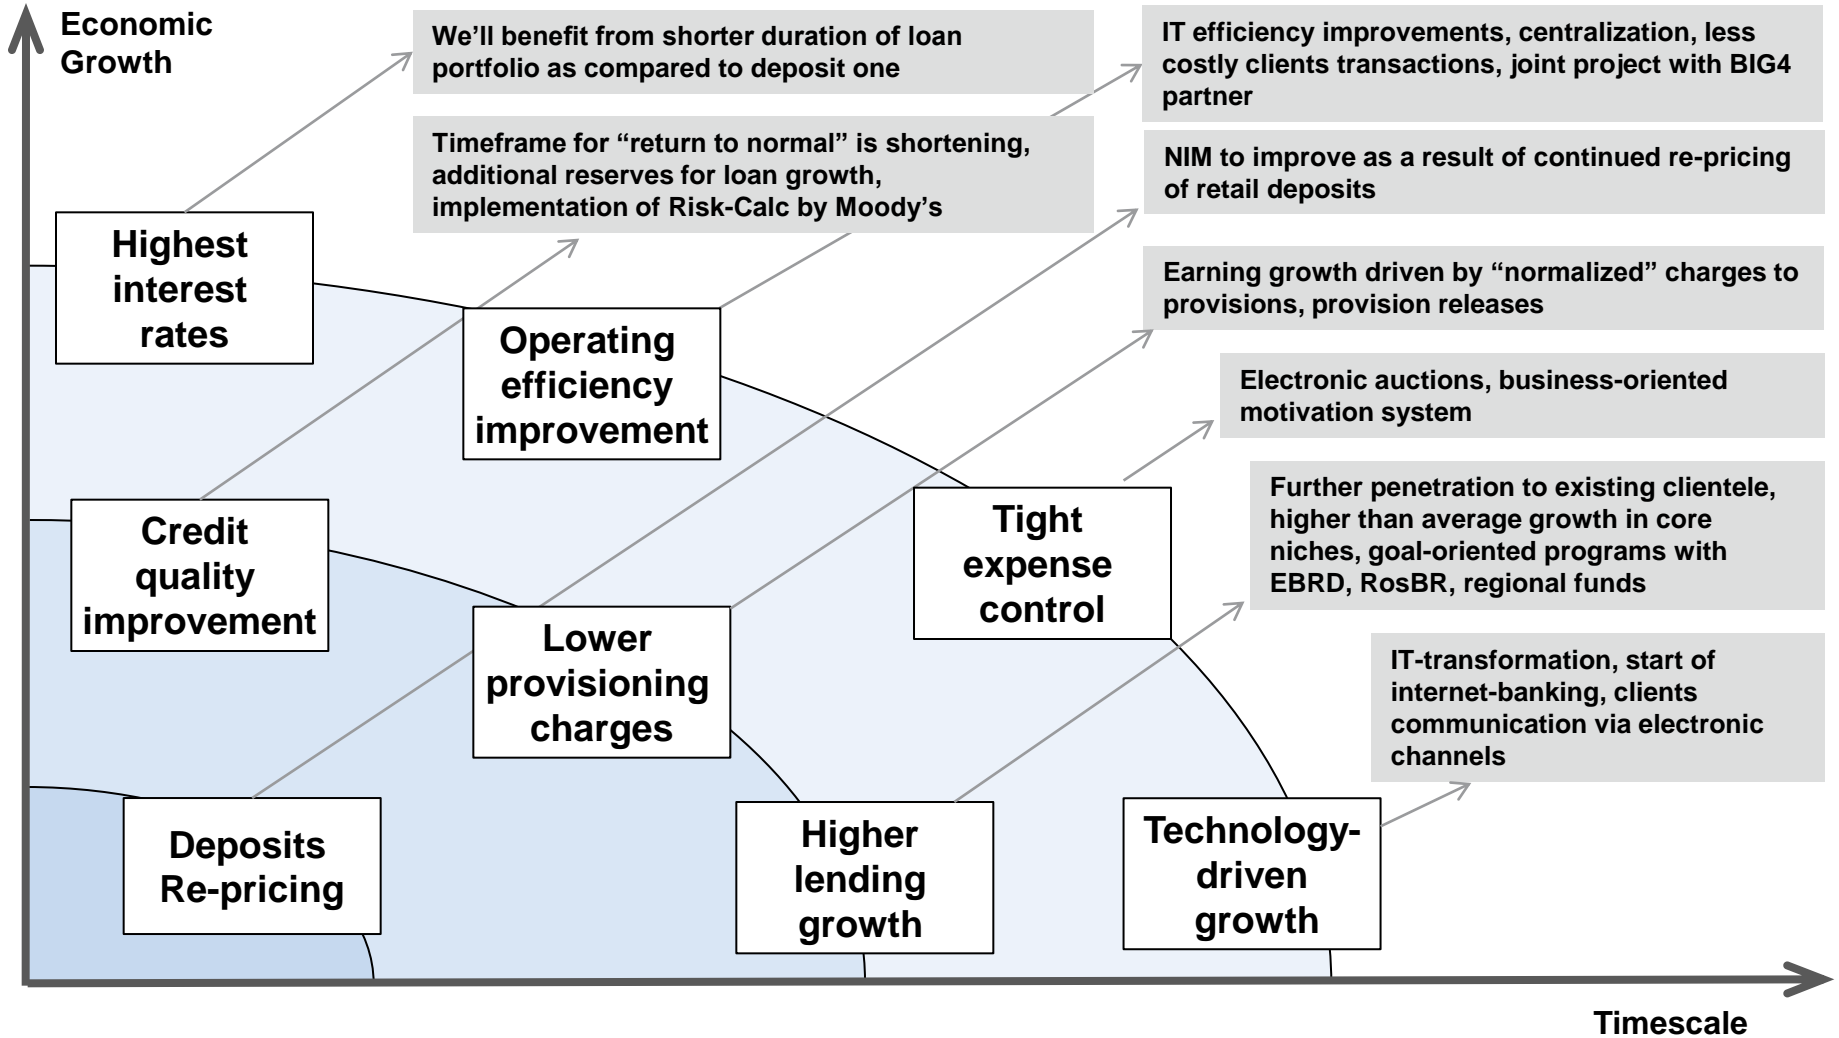 Economic
Growth
We’ll benefit from shorter duration of loan
portfolio as compared to deposit one
IT efficiency improvements, centralization, less
costly clients transactions, joint project with BIG4
partner
Timeframe for “return to normal” is shortening,
additional reserves for loan growth,
implementation of Risk-Calc by Moody’s
NIM to improve as a result of continued re-pricing
of retail deposits
Highest
interest
rates
Earning growth driven by “normalized” charges to
provisions, provision releases
Operating
efficiency
improvement
Electronic auctions, business-oriented
motivation system
Further penetration to existing clientele,
higher than average growth in core
niches, goal-oriented programs with
EBRD, RosBR, regional funds
Credit
quality
improvement
Tight
expense
control
Lower
provisioning
charges
IT-transformation, start of
internet-banking, clients
communication via electronic
channels
Deposits
Re-pricing
Higher
lending
growth
Technology-
driven
growth
Timescale